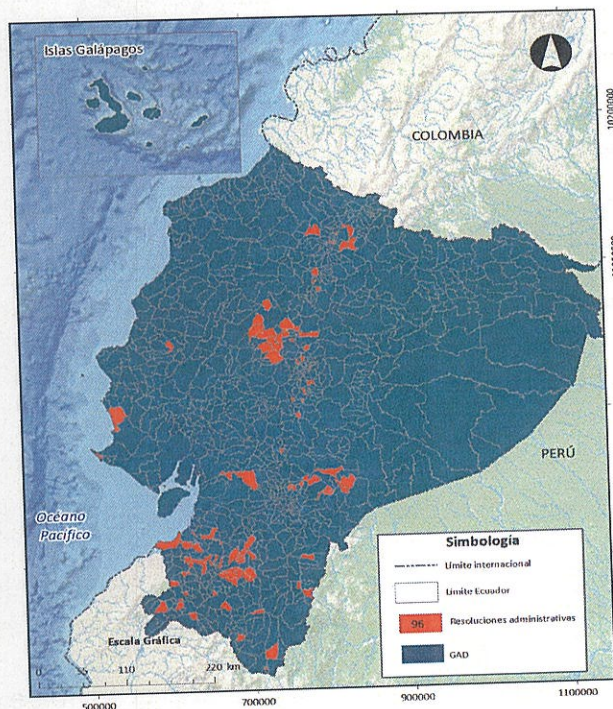 Islas Galápagos
COLOMBIA
10200000
PERÚ
Océano
Pacífico
Simbología
Límite internacional
Límite Ecuador
96 Resoluciones administrativas
GAD
Escala Gráfica
0 55 110 220 km
500000 700000 900000 1100000